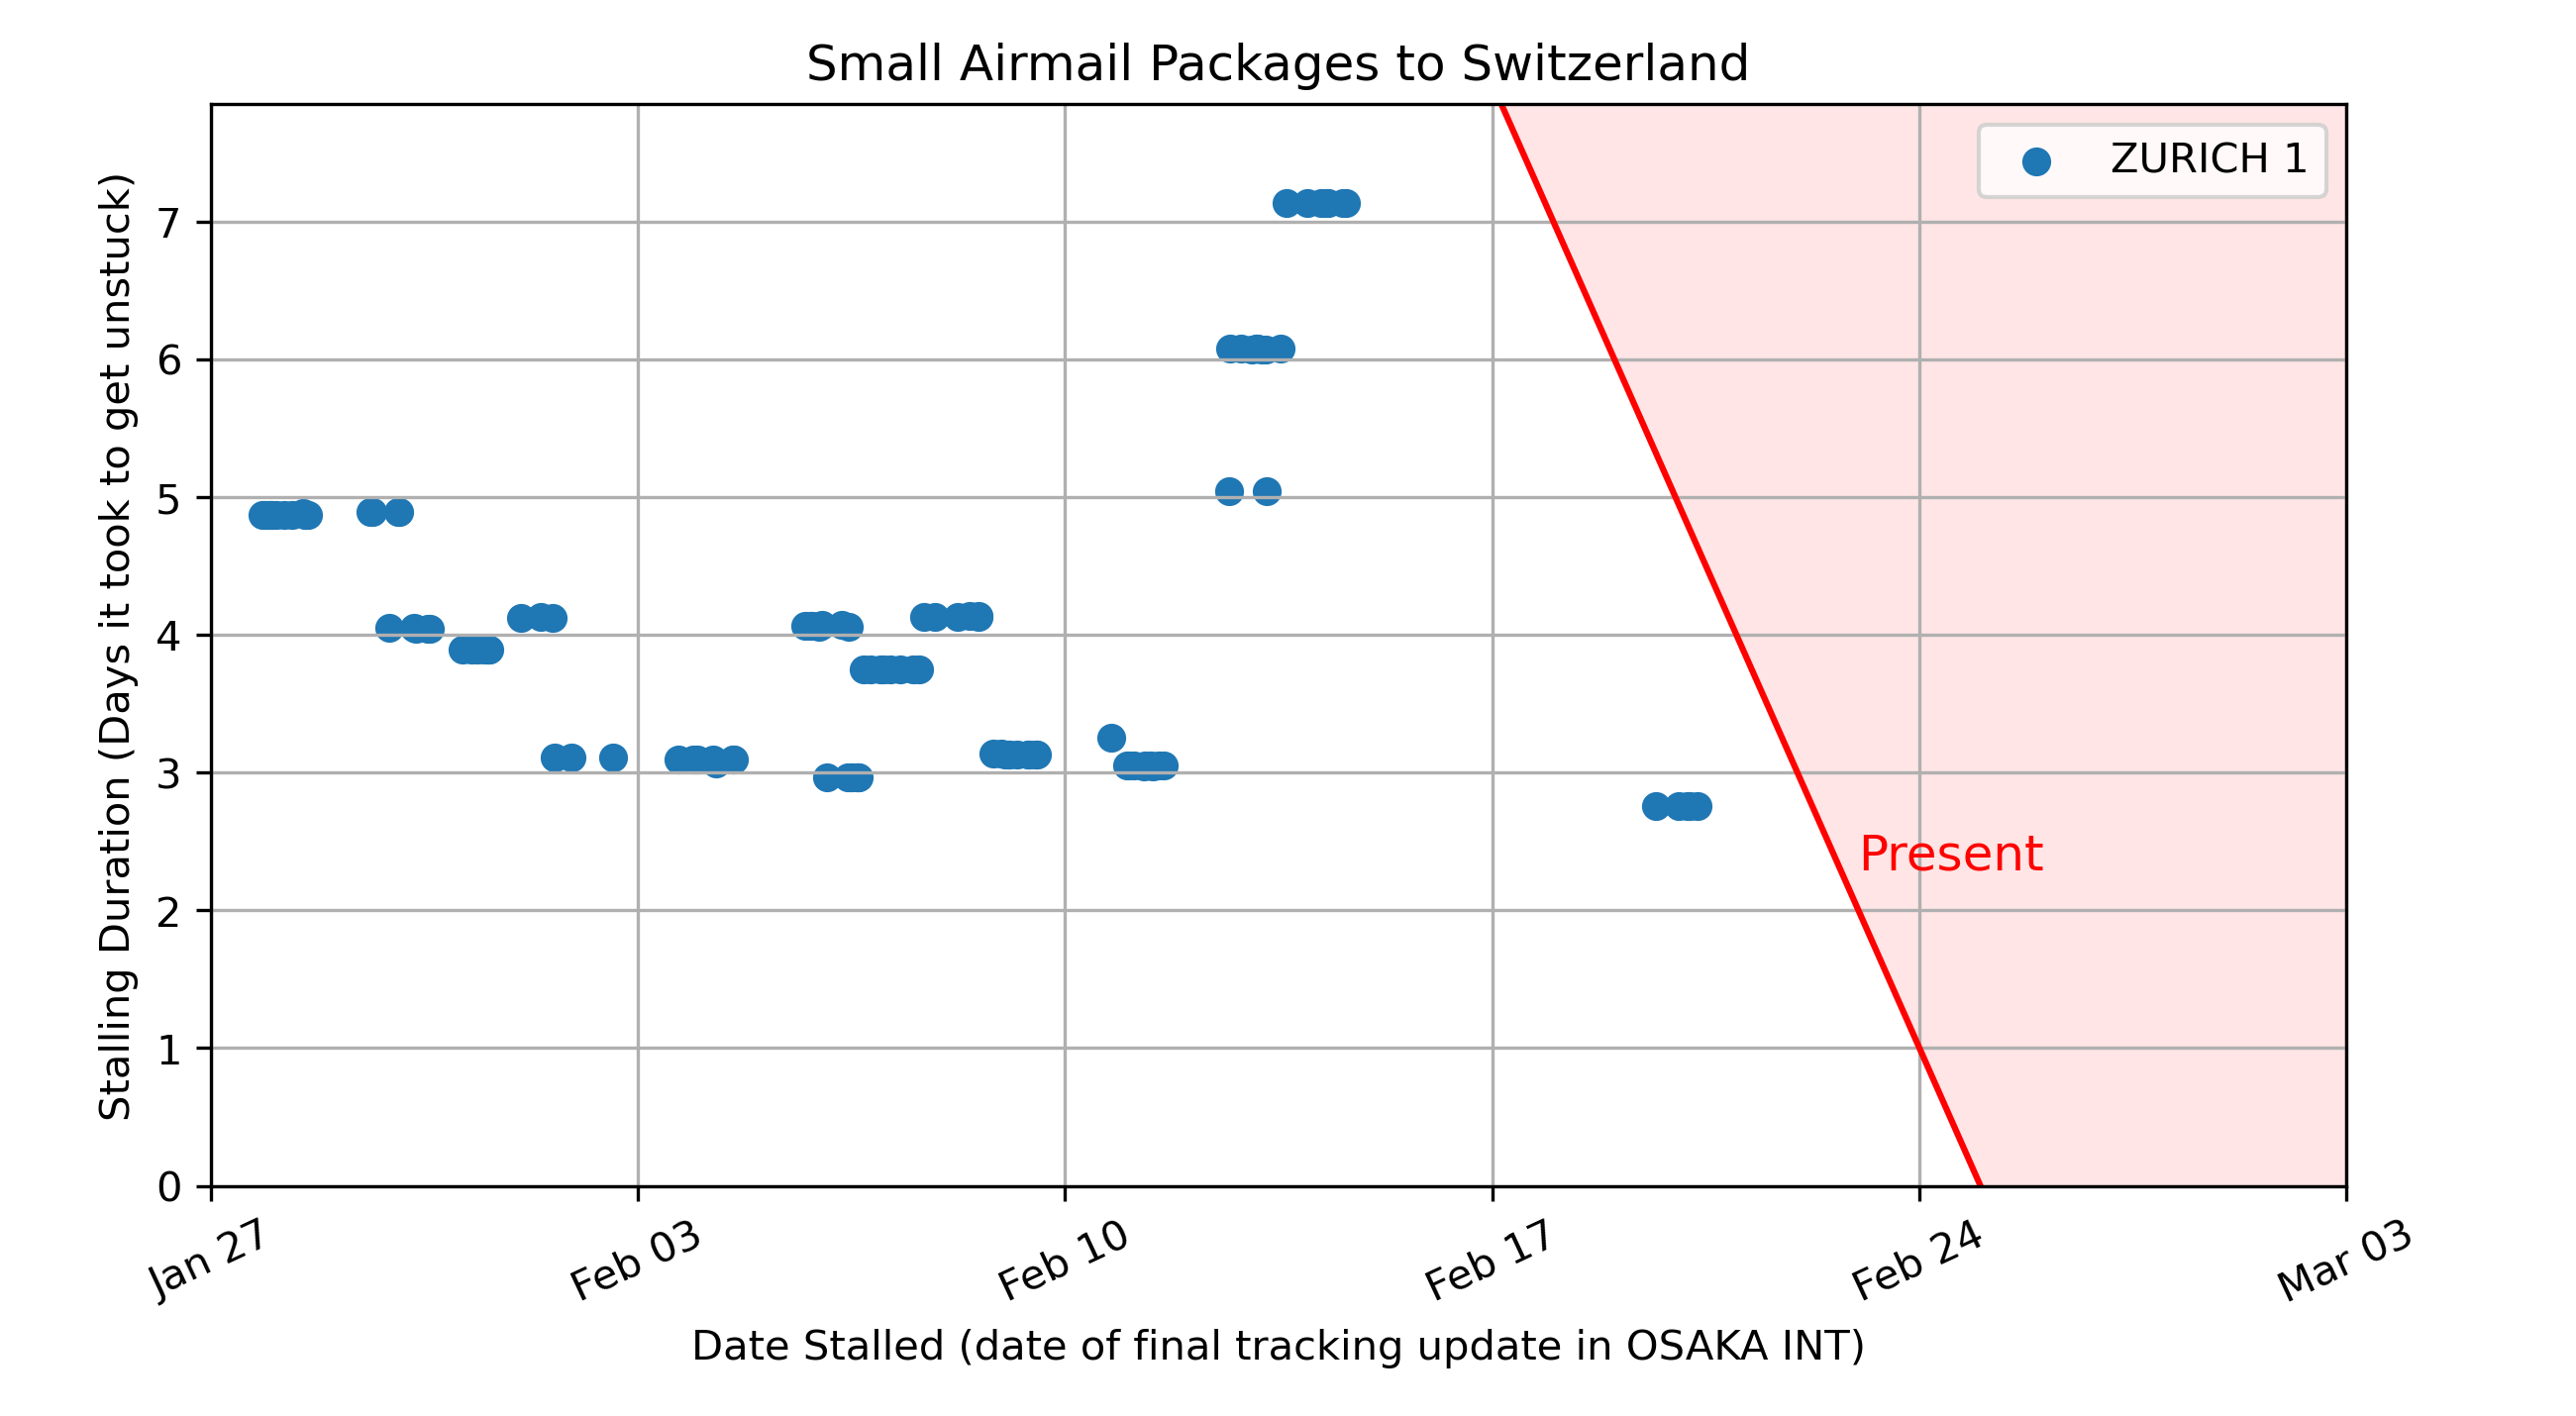 Small Airmail Packages to Switzerland
ZURICH 1
Stalling Duration (Days it took to get unstuck)
7
6
5
4
3
2
1
0
Present
Jan 27
Feb 03
Feb 10
Feb 17
Feb 24
Mar 03
Date Stalled (date of final tracking update in OSAKA INT)